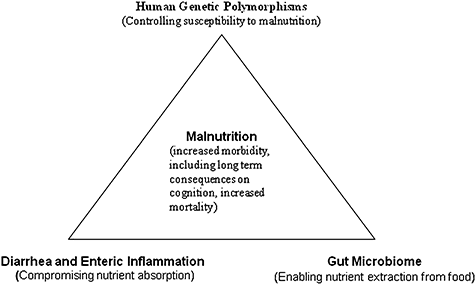 Human Genetic Polymorphisms
(Controlling susceptibility to malnutrition)
Malnutrition
(increased morbidity,
including long term
consequences on
cognition, increased
mortality)
Diarrhea and Enteric Inflammation
(Compromising nutrient absorption)
Gut Microbiome
(Enabling nutrient extraction from food)